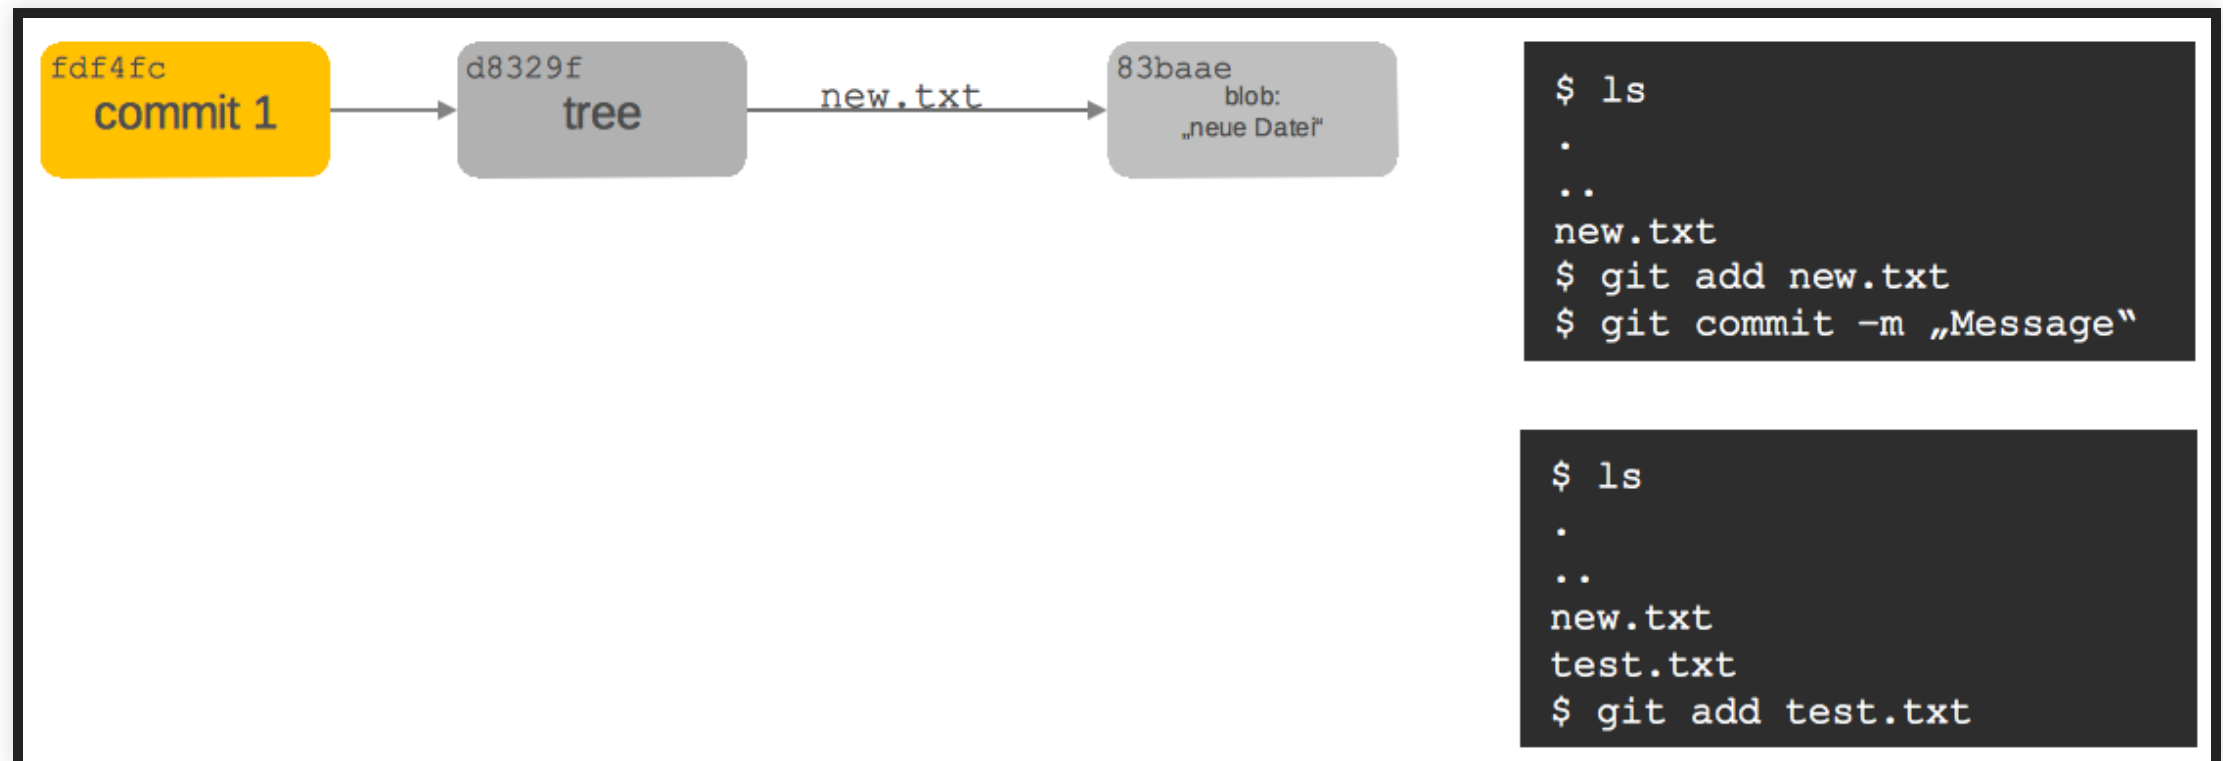 fdf4fc
commit 1
d8329f
tree
new.txt
83baae
blob:
„neue Datei“
$ ls
.
..
new.txt
$ git add new.txt
$ git commit –m „Message“
$ ls
.
..
new.txt
test.txt
$ git add test.txt